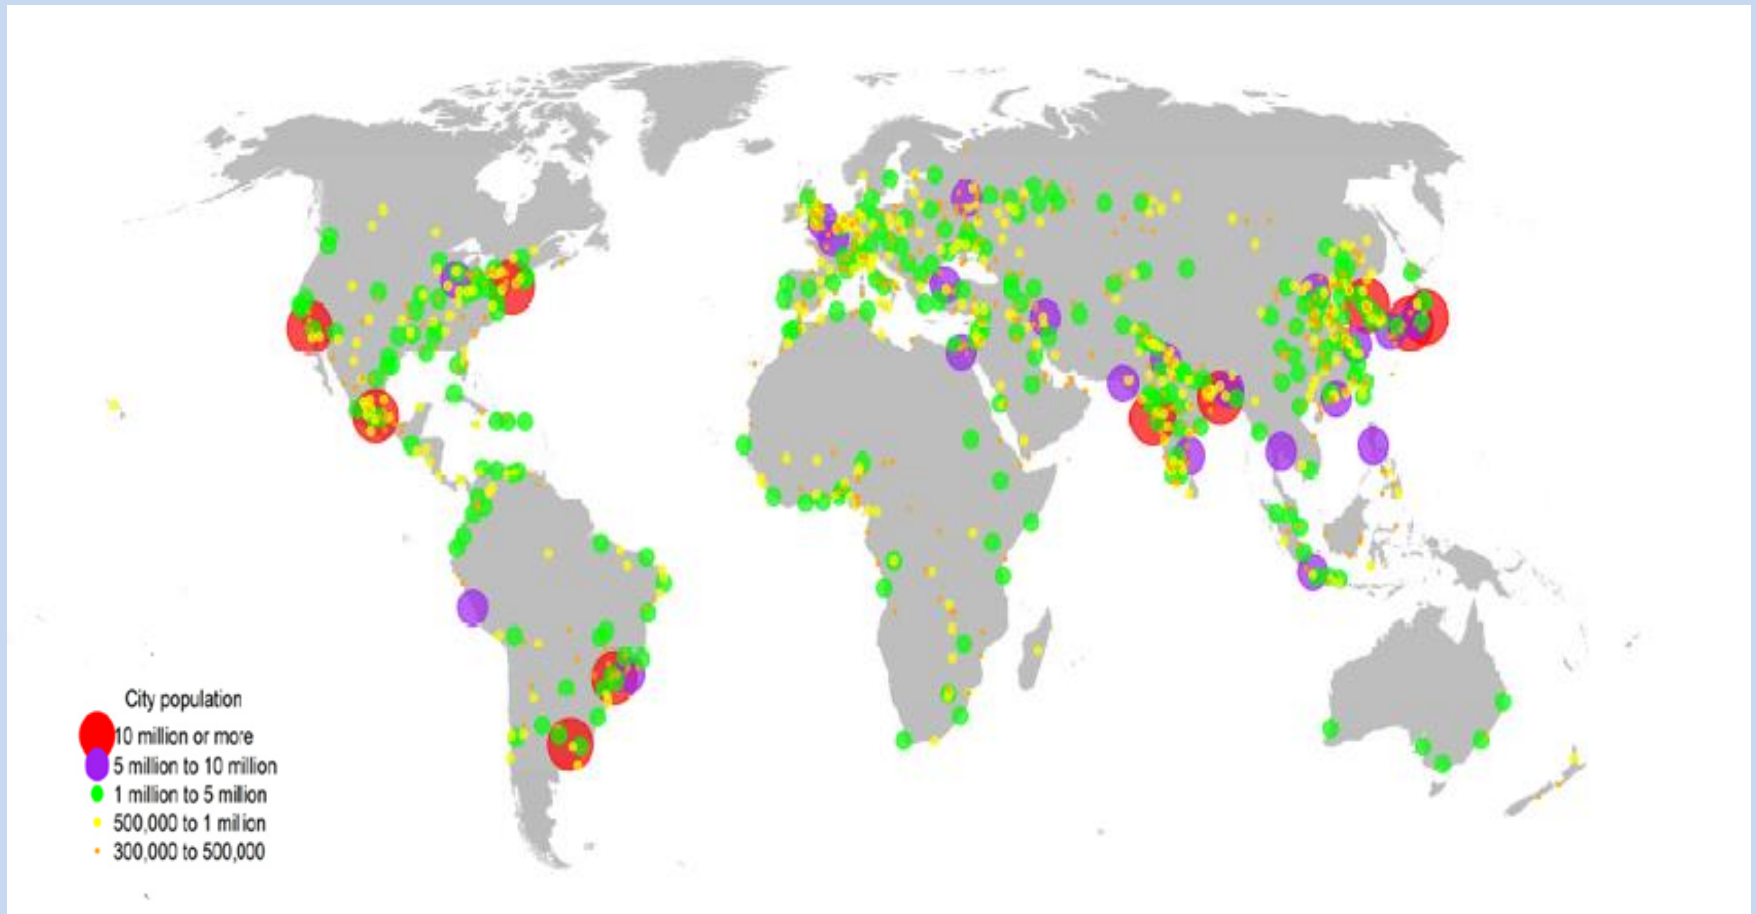 City population
10 million or more
5 million to 10 million
1 million to 5 million
500,000 to 1 million
300,000 to 500,000